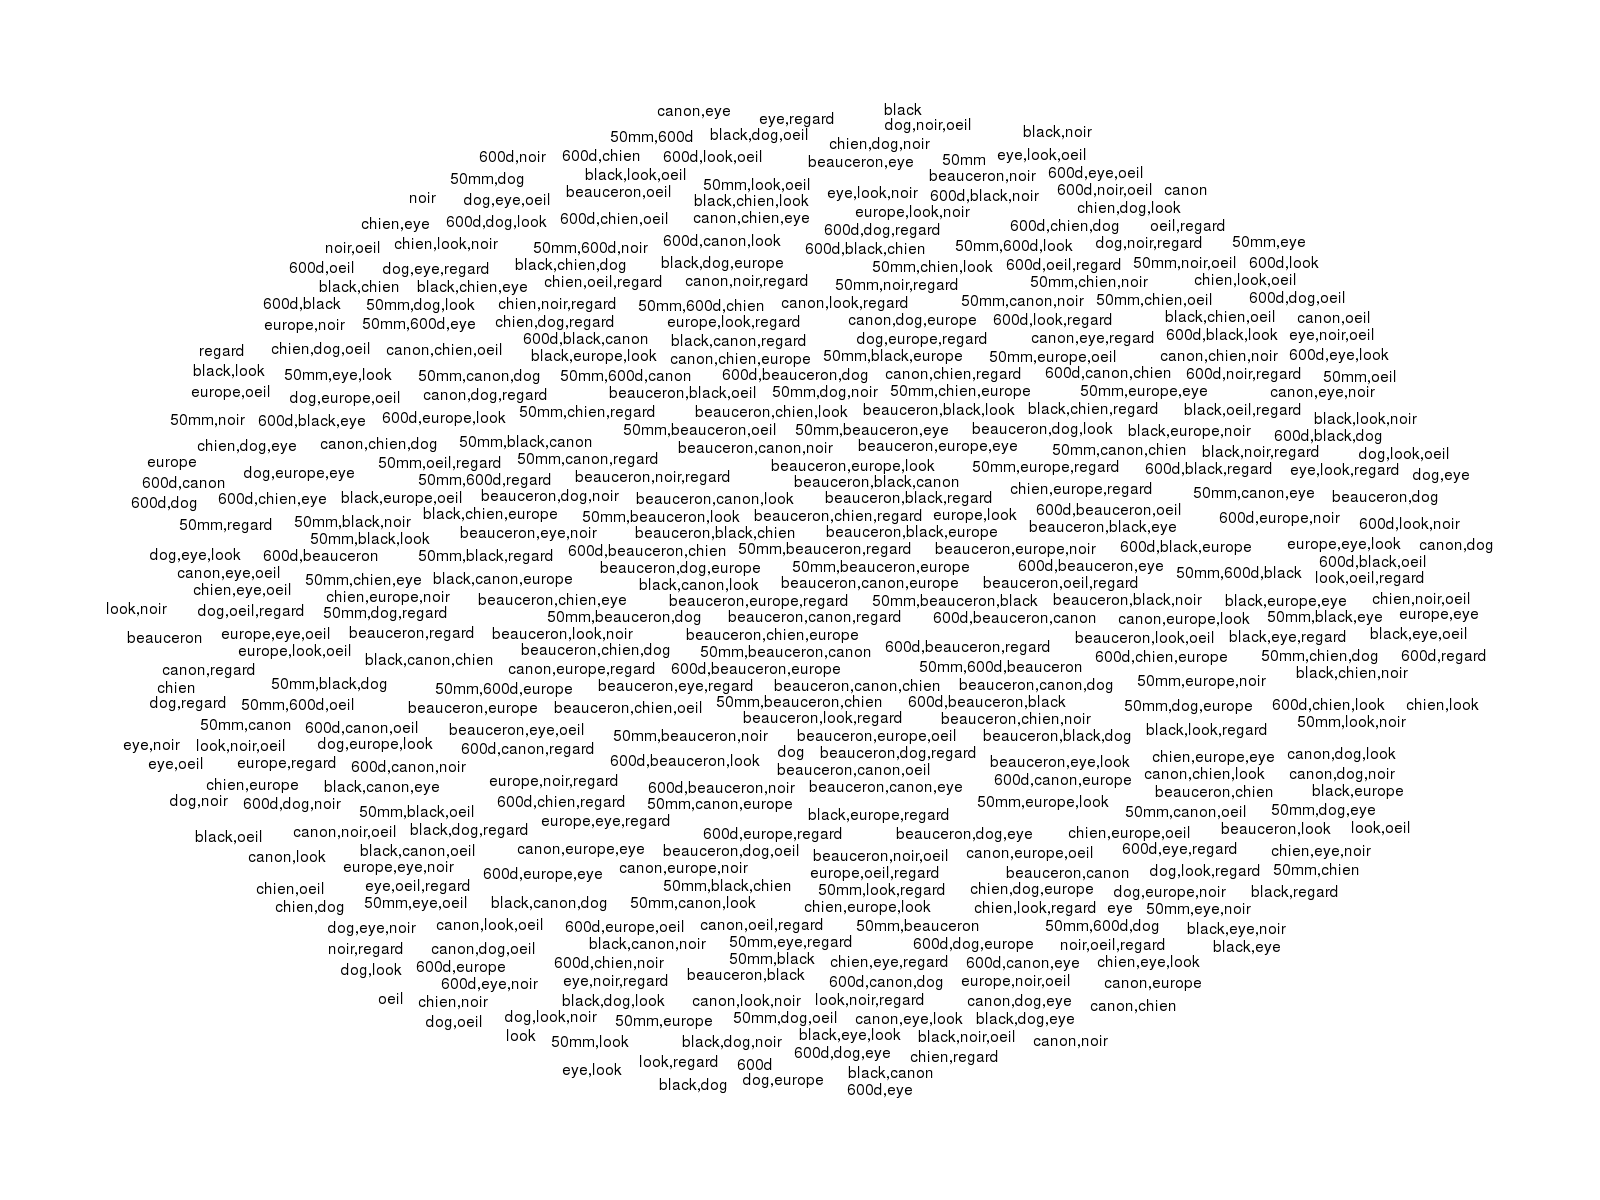 canon,eye
black
eye,regard
dog,noir,oeil
black,noir
50mm,600d
black,dog,oeil
chien,dog,noir
600d,noir
600d,chien
600d,look,oeil
beauceron,eye
50mm
eye,look,oeil
50mm,dog
black,look,oeil
beauceron,noir
600d,eye,oeil
noir
dog,eye,oeil
beauceron,oeil
50mm,look,oeil
black,chien,look
eye,look,noir
600d,black,noir
600d,noir,oeil
canon
chien,eye
600d,dog,look
600d,chien,oeil
canon,chien,eye
europe,look,noir
chien,dog,look
600d,dog,regard
600d,chien,dog
oeil,regard
noir,oeil
chien,look,noir
50mm,600d,noir
600d,canon,look
600d,black,chien
50mm,600d,look
dog,noir,regard
50mm,eye
600d,oeil
dog,eye,regard
black,chien,dog
black,dog,europe
50mm,chien,look
600d,oeil,regard
50mm,noir,oeil
600d,look
black,chien
black,chien,eye
chien,oeil,regard
canon,noir,regard
50mm,noir,regard
50mm,chien,noir
chien,look,oeil
600d,black
50mm,dog,look
chien,noir,regard
50mm,600d,chien
canon,look,regard
50mm,canon,noir
50mm,chien,oeil
600d,dog,oeil
europe,noir
50mm,600d,eye
chien,dog,regard
europe,look,regard
canon,dog,europe
600d,look,regard
black,chien,oeil
canon,oeil
600d,black,canon
black,canon,regard
dog,europe,regard
canon,eye,regard
600d,black,look
eye,noir,oeil
regard
chien,dog,oeil
canon,chien,oeil
black,europe,look
canon,chien,europe
50mm,black,europe
50mm,europe,oeil
canon,chien,noir
600d,eye,look
black,look
50mm,eye,look
50mm,canon,dog
50mm,600d,canon
600d,beauceron,dog
canon,chien,regard
600d,canon,chien
600d,noir,regard
50mm,oeil
europe,oeil
dog,europe,oeil
canon,dog,regard
beauceron,black,oeil
50mm,dog,noir
50mm,chien,europe
50mm,europe,eye
canon,eye,noir
50mm,noir
600d,black,eye
600d,europe,look
50mm,chien,regard
beauceron,chien,look
beauceron,black,look
black,chien,regard
black,oeil,regard
black,look,noir
50mm,beauceron,oeil
50mm,beauceron,eye
beauceron,dog,look
black,europe,noir
600d,black,dog
chien,dog,eye
canon,chien,dog
50mm,black,canon
beauceron,canon,noir
beauceron,europe,eye
50mm,canon,chien
black,noir,regard
dog,look,oeil
europe
dog,europe,eye
50mm,oeil,regard
50mm,canon,regard
beauceron,europe,look
50mm,europe,regard
600d,black,regard
eye,look,regard
dog,eye
600d,canon
50mm,600d,regard
beauceron,noir,regard
beauceron,black,canon
chien,europe,regard
50mm,canon,eye
beauceron,dog
600d,dog
600d,chien,eye
black,europe,oeil
beauceron,dog,noir
beauceron,canon,look
beauceron,black,regard
600d,beauceron,oeil
50mm,regard
50mm,black,noir
black,chien,europe
50mm,beauceron,look
beauceron,chien,regard
europe,look
beauceron,black,eye
600d,europe,noir
600d,look,noir
50mm,black,look
beauceron,eye,noir
beauceron,black,chien
beauceron,black,europe
dog,eye,look
600d,beauceron
50mm,black,regard
600d,beauceron,chien
50mm,beauceron,regard
beauceron,europe,noir
600d,black,europe
europe,eye,look
canon,dog
canon,eye,oeil
beauceron,dog,europe
50mm,beauceron,europe
600d,beauceron,eye
600d,black,oeil
50mm,chien,eye
black,canon,europe
black,canon,look
beauceron,canon,europe
beauceron,oeil,regard
50mm,600d,black
look,oeil,regard
chien,eye,oeil
chien,europe,noir
beauceron,chien,eye
beauceron,europe,regard
50mm,beauceron,black
beauceron,black,noir
black,europe,eye
chien,noir,oeil
look,noir
dog,oeil,regard
50mm,dog,regard
50mm,beauceron,dog
beauceron,canon,regard
600d,beauceron,canon
canon,europe,look
50mm,black,eye
europe,eye
beauceron
europe,eye,oeil
beauceron,regard
beauceron,look,noir
beauceron,chien,europe
beauceron,look,oeil
black,eye,regard
black,eye,oeil
europe,look,oeil
black,canon,chien
beauceron,chien,dog
50mm,beauceron,canon
600d,beauceron,regard
600d,chien,europe
50mm,chien,dog
600d,regard
canon,regard
canon,europe,regard
600d,beauceron,europe
50mm,600d,beauceron
black,chien,noir
chien
50mm,black,dog
50mm,600d,europe
beauceron,eye,regard
beauceron,canon,chien
beauceron,canon,dog
50mm,europe,noir
dog,regard
50mm,600d,oeil
beauceron,europe
beauceron,chien,oeil
50mm,beauceron,chien
600d,beauceron,black
50mm,dog,europe
600d,chien,look
chien,look
50mm,canon
600d,canon,oeil
beauceron,eye,oeil
beauceron,look,regard
beauceron,chien,noir
black,look,regard
50mm,look,noir
eye,noir
look,noir,oeil
dog,europe,look
600d,canon,regard
50mm,beauceron,noir
beauceron,europe,oeil
beauceron,black,dog
eye,oeil
europe,regard
600d,canon,noir
600d,beauceron,look
dog
beauceron,dog,regard
beauceron,eye,look
chien,europe,eye
canon,dog,look
chien,europe
black,canon,eye
europe,noir,regard
beauceron,canon,oeil
600d,canon,europe
canon,chien,look
canon,dog,noir
dog,noir
600d,dog,noir
600d,chien,regard
600d,beauceron,noir
beauceron,canon,eye
beauceron,chien
black,europe
50mm,black,oeil
europe,eye,regard
50mm,canon,europe
black,europe,regard
50mm,europe,look
50mm,canon,oeil
50mm,dog,eye
black,oeil
canon,noir,oeil
black,dog,regard
600d,europe,regard
beauceron,dog,eye
chien,europe,oeil
beauceron,look
look,oeil
canon,look
black,canon,oeil
canon,europe,eye
beauceron,dog,oeil
beauceron,noir,oeil
canon,europe,oeil
600d,eye,regard
chien,eye,noir
europe,eye,noir
600d,europe,eye
canon,europe,noir
europe,oeil,regard
beauceron,canon
dog,look,regard
50mm,chien
chien,oeil
eye,oeil,regard
50mm,black,chien
50mm,look,regard
chien,dog,europe
dog,europe,noir
black,regard
chien,dog
50mm,eye,oeil
black,canon,dog
50mm,canon,look
chien,europe,look
chien,look,regard
eye
50mm,eye,noir
dog,eye,noir
canon,look,oeil
600d,europe,oeil
canon,oeil,regard
50mm,beauceron
50mm,600d,dog
black,eye,noir
noir,regard
canon,dog,oeil
black,canon,noir
50mm,eye,regard
600d,dog,europe
noir,oeil,regard
black,eye
dog,look
600d,europe
600d,chien,noir
50mm,black
chien,eye,regard
600d,canon,eye
chien,eye,look
600d,eye,noir
eye,noir,regard
beauceron,black
600d,canon,dog
europe,noir,oeil
canon,europe
oeil
chien,noir
black,dog,look
canon,look,noir
look,noir,regard
canon,dog,eye
canon,chien
dog,oeil
dog,look,noir
50mm,europe
50mm,dog,oeil
canon,eye,look
black,dog,eye
look
50mm,look
black,dog,noir
black,eye,look
black,noir,oeil
canon,noir
600d,dog,eye
chien,regard
eye,look
look,regard
600d
black,canon
black,dog
dog,europe
600d,eye